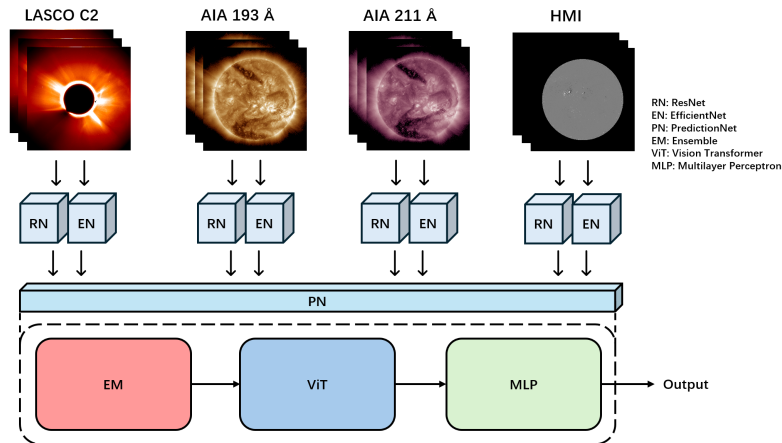 LASCO C2
AIA 193 Å
AIA 211 Å
HMI
RN: ResNet
EN: EfficientNet
PN: PredictionNet
EM: Ensemble
ViT: Vision Transformer
MLP: Multilayer Perceptron
RN
EN
RN
EN
RN
EN
RN
EN
PN
EM
ViT
MLP
Output